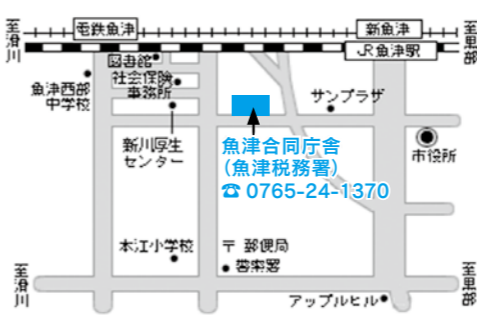 至滑川
電鉄魚津
新魚津
至黒部
JR魚津駅
図書館
社会保険
事務所
魚津西部
中学校
サンプラザ
新川厚生
センター
魚津合同庁舎
(魚津税務署)
☎ 0765-24-1370
市役所
本江小学校
〒 郵便局
警察署
至滑川
アップルヒル
至黒部